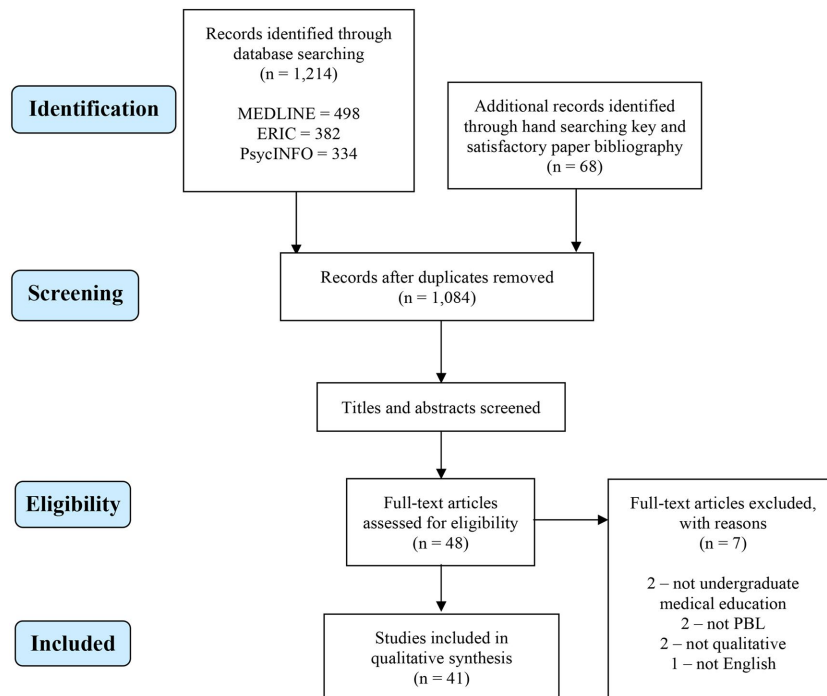 Records identified through
database searching
(n = 1,214)
MEDLINE = 498
ERIC = 382
PsycINFO = 334
Identification
Additional records identified
through hand searching key and
satisfactory paper bibliography
(n = 68)
Screening
Records after duplicates removed
(n = 1,084)
Titles and abstracts screened
Eligibility
Full-text articles
assessed for eligibility
(n = 48)
Full-text articles excluded,
with reasons
(n = 7)
2 – not undergraduate
medical education
2 – not PBL
2 – not qualitative
1 – not English
Included
Studies included in
qualitative synthesis
(n = 41)